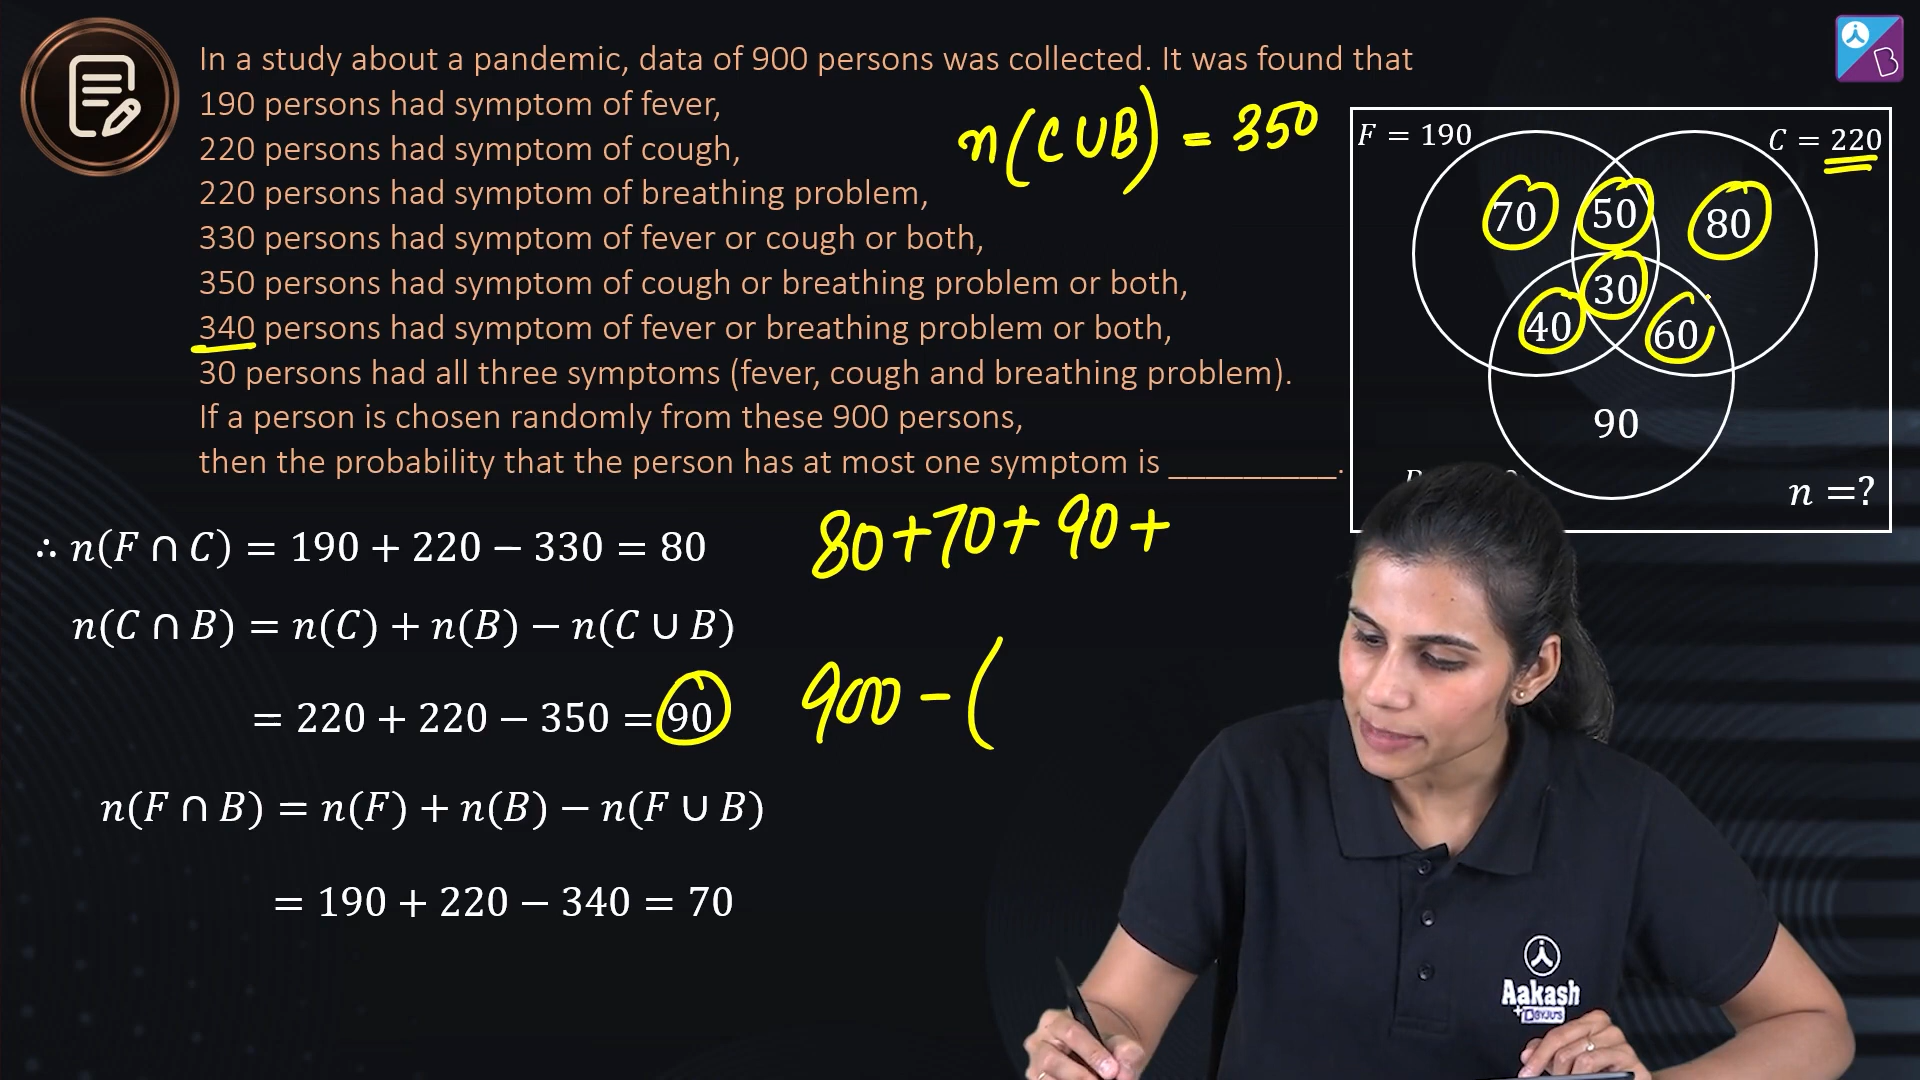 In a study about a pandemic, data of 900 persons was collected. It was found that
190 persons had symptom of fever,
220 persons had symptom of cough,
220 persons had symptom of breathing problem,
330 persons had symptom of fever or cough or both,
350 persons had symptom of cough or breathing problem or both,
340 persons had symptom of fever or breathing problem or both,
30 persons had all three symptoms (fever, cough and breathing problem).
If a person is chosen randomly from these 900 persons,
then the probability that the person has at most one symptom is __________.
n(C∪B) = 350
B
F = 190
C = 220
70
50
80
30
40
60
90
n =?
∴ n(F ∩ C) = 190 + 220 − 330 = 80
80+70+ 90+
n(C ∩ B) = n(C) + n(B) − n(C ∪ B)
= 220 + 220 − 350 = 90
900 - (
n(F ∩ B) = n(F) + n(B) − n(F ∪ B)
= 190 + 220 − 340 = 70
Aakash
+ BYJU'S